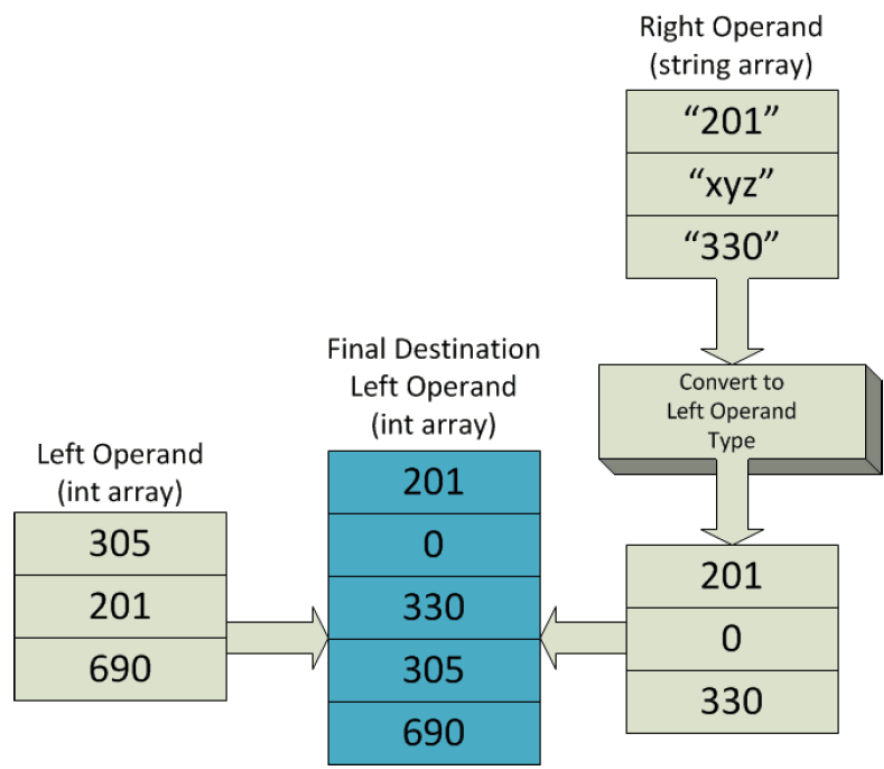 Right Operand
(string array)
“201”
“xyz”
“330”
Convert to
Left Operand
Type
201
0
330
Final Destination
Left Operand
(int array)
201
0
330
305
690
Left Operand
(int array)
305
201
690